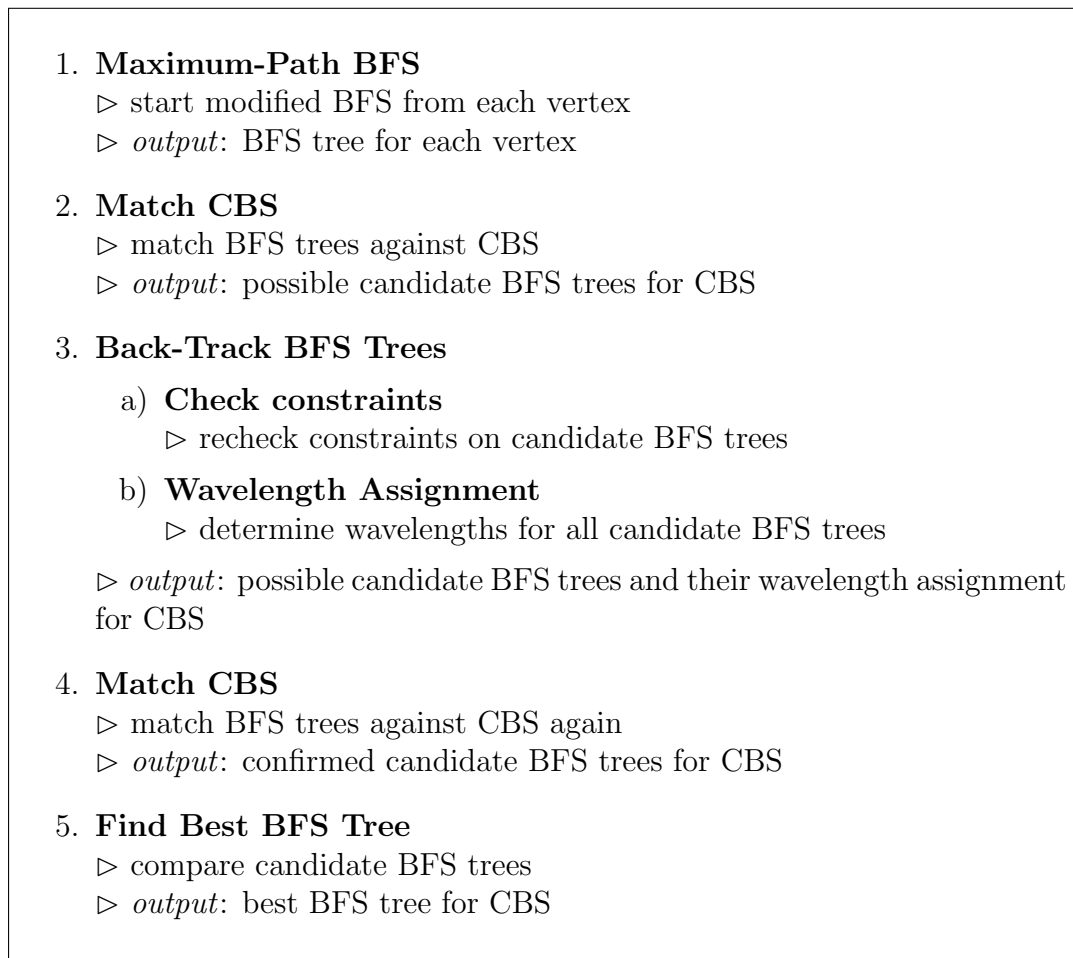 1. Maximum-Path BFS
▷ start modified BFS from each vertex
▷ output: BFS tree for each vertex
2. Match CBS
▷ match BFS trees against CBS
▷ output: possible candidate BFS trees for CBS
3. Back-Track BFS Trees
a) Check constraints
▷ recheck constraints on candidate BFS trees
b) Wavelength Assignment
▷ determine wavelengths for all candidate BFS trees
▷ output: possible candidate BFS trees and their wavelength assignment
for CBS
4. Match CBS
▷ match BFS trees against CBS again
▷ output: confirmed candidate BFS trees for CBS
5. Find Best BFS Tree
▷ compare candidate BFS trees
▷ output: best BFS tree for CBS